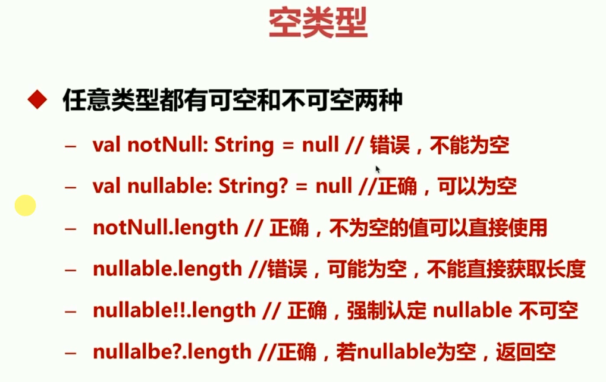 空类型
任意类型都有可空和不可空两种
– val notNull: String = null // 错误，不能为空
– val nullable: String? = null //正确，可以为空
– notNull.length // 正确，不为空的值可以直接使用
– nullable.length //错误，可能为空，不能直接获取长度
– nullable!!.length // 正确，强制认定 nullable 不可空
– nullalbe?.length //正确，若nullable为空，返回空